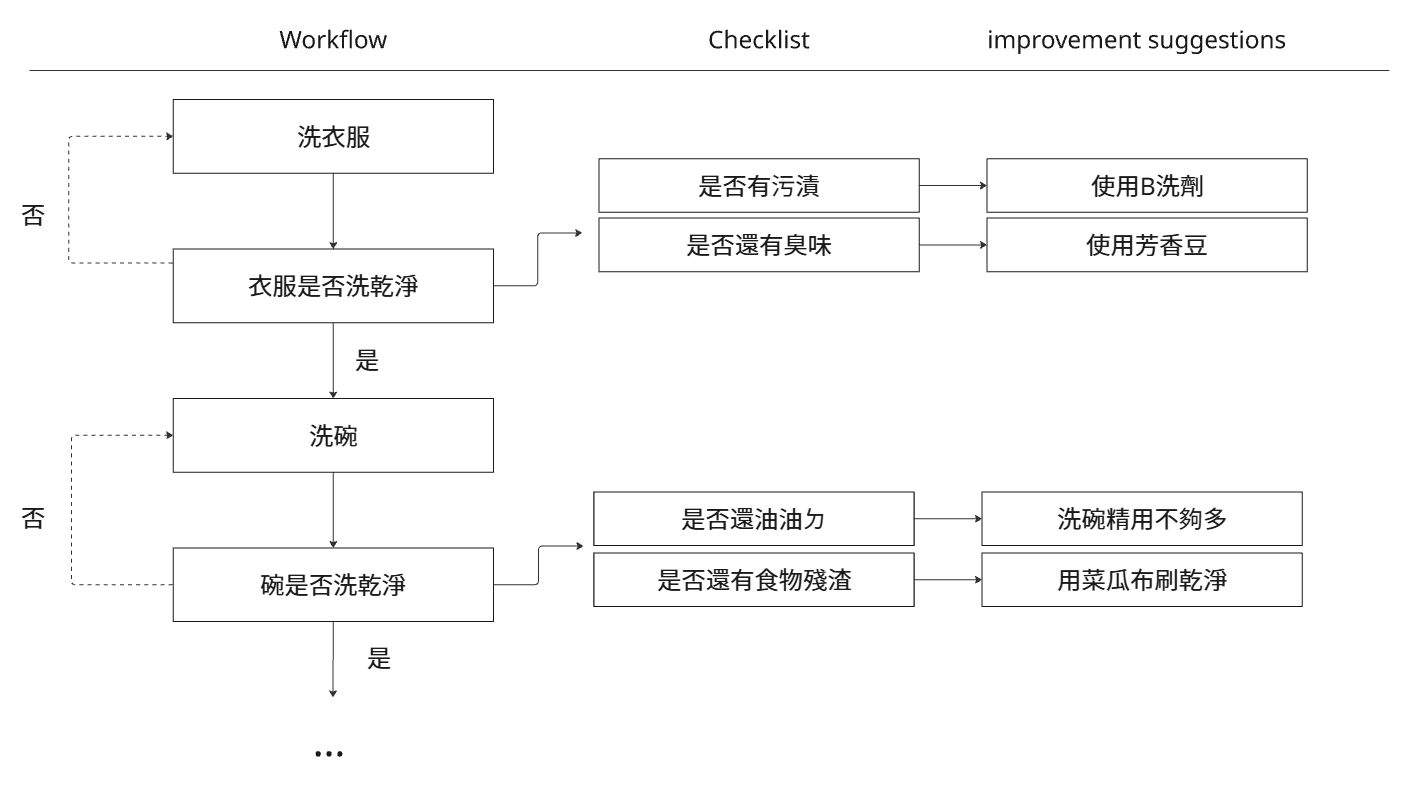 Workflow
Checklist
improvement suggestions
洗衣服
否
衣服是否洗乾淨
是否有污漬
使用B洗劑
是否還有臭味
使用芳香豆
是
洗碗
否
碗是否洗乾淨
是否還油油ㄉ
洗碗精用不夠多
是否還有食物殘渣
用菜瓜布刷乾淨
是
...